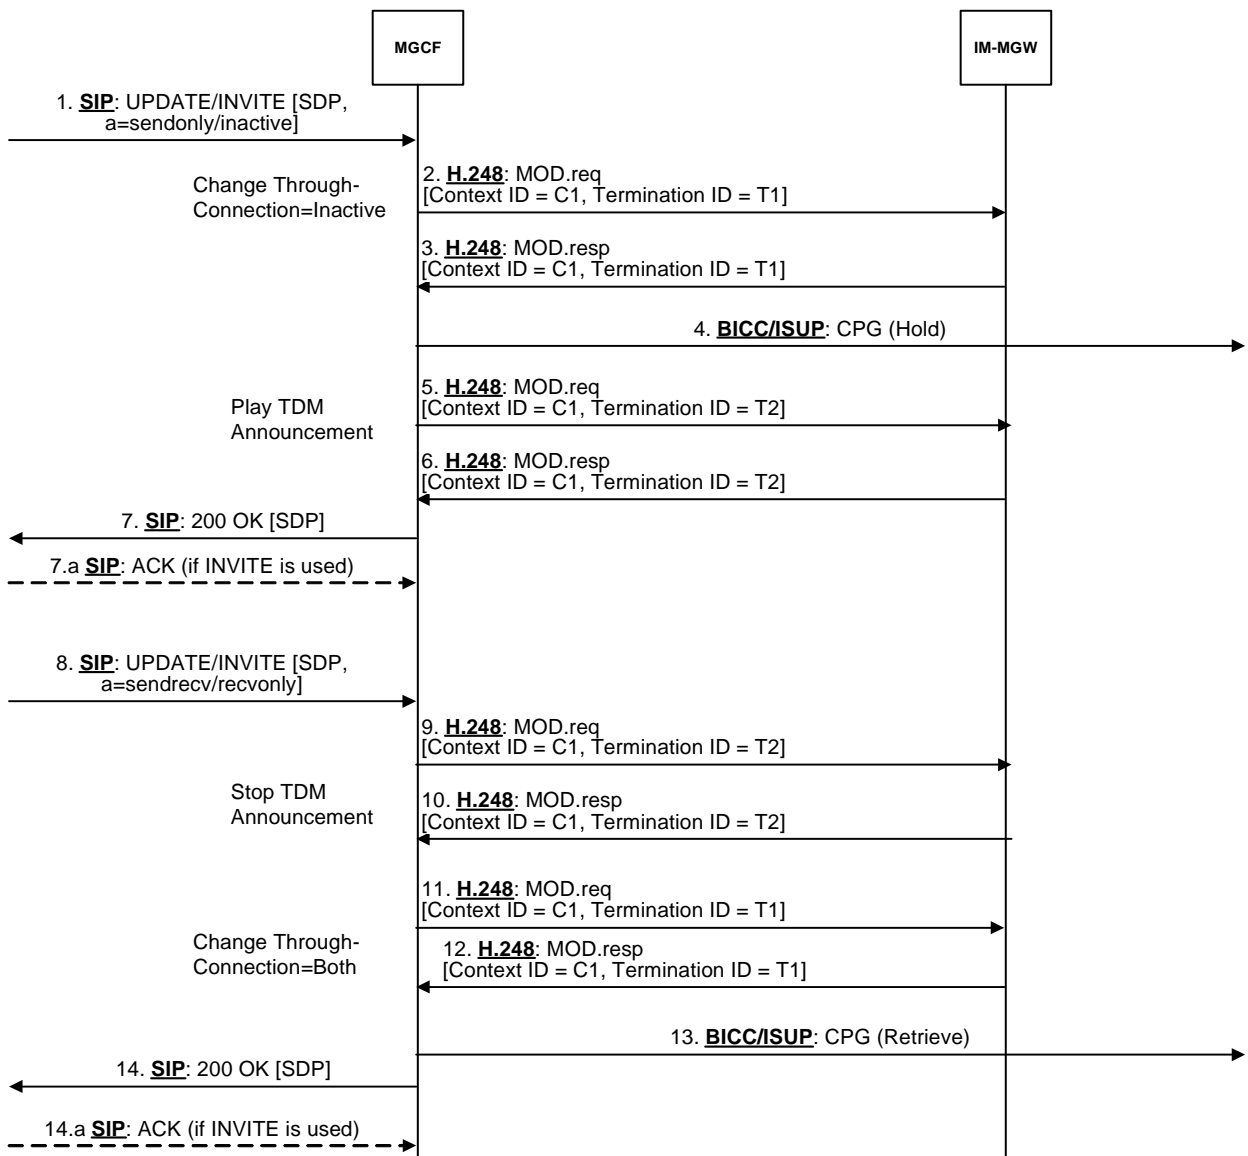 MGCF
IM-MGW
1. SIP: UPDATE/INVITE [SDP,
a=sendonly/inactive]
Change Through-
Connection=Inactive
2. H.248: MOD.req
[Context ID = C1, Termination ID = T1]
3. H.248: MOD.resp
[Context ID = C1, Termination ID = T1]
4. BICC/ISUP: CPG (Hold)
Play TDM
Announcement
5. H.248: MOD.req
[Context ID = C1, Termination ID = T2]
6. H.248: MOD.resp
[Context ID = C1, Termination ID = T2]
7. SIP: 200 OK [SDP]
7.a SIP: ACK (if INVITE is used)
8. SIP: UPDATE/INVITE [SDP,
a=sendrecv/recvonly]
9. H.248: MOD.req
[Context ID = C1, Termination ID = T2]
Stop TDM
Announcement
10. H.248: MOD.resp
[Context ID = C1, Termination ID = T2]
11. H.248: MOD.req
[Context ID = C1, Termination ID = T1]
Change Through-
Connection=Both
12. H.248: MOD.resp
[Context ID = C1, Termination ID = T1]
13. BICC/ISUP: CPG (Retrieve)
14. SIP: 200 OK [SDP]
14.a SIP: ACK (if INVITE is used)